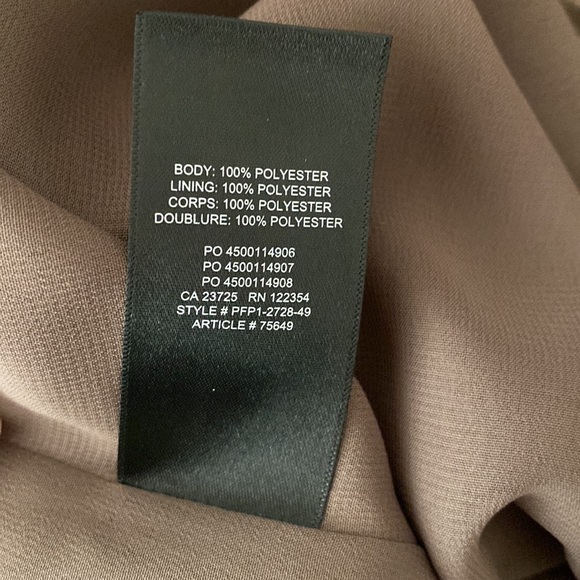 BODY: 100% POLYESTER
LINING: 100% POLYESTER
CORPS: 100% POLYESTER
DOUBLURE: 100% POLYESTER
PO 4500114906
PO 4500114907
PO 4500114908
CA 23725 RN 122354
STYLE # PFP1-2728-49
ARTICLE # 75649